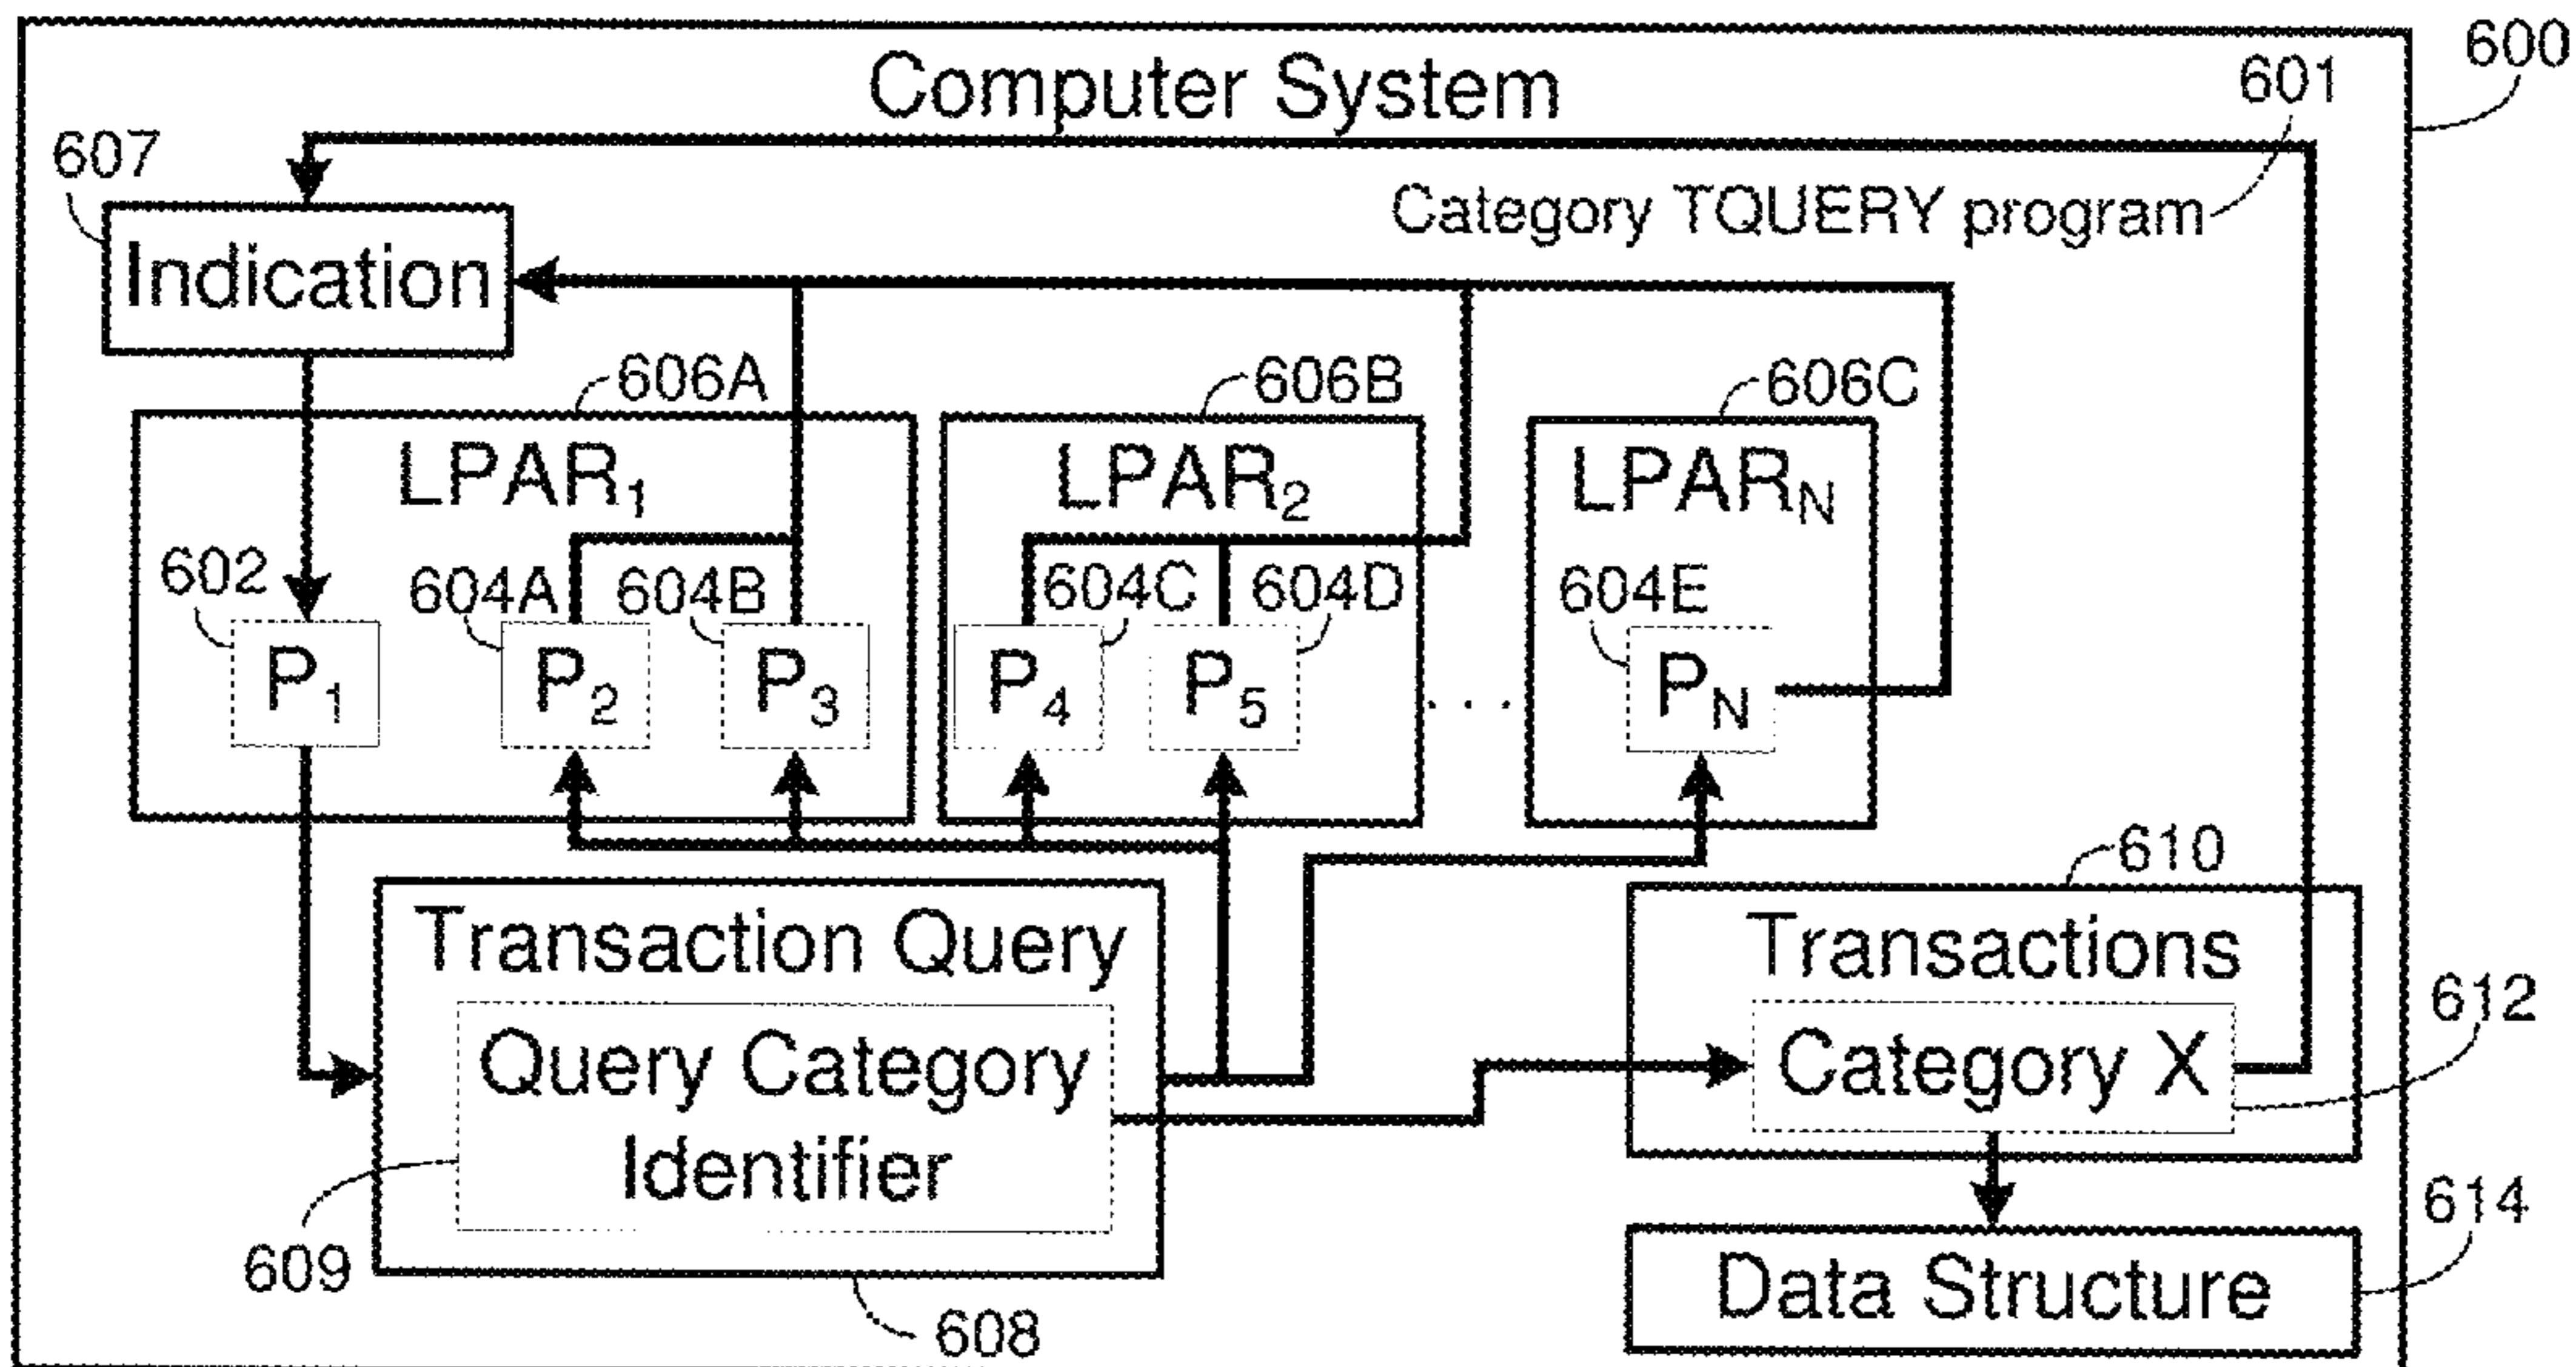 600
Computer System
601
607
Category TQUERY program
Indication
606A
606B
606C
LPAR₁
LPAR₂
LPAR_N
602
604A
604B
604C
604D
604E
P₁
P₂
P₃
P₄
P₅
. . .
P_N
610
Transaction Query
Transactions
612
Query Category
Identifier
Category X
609
614
608
Data Structure